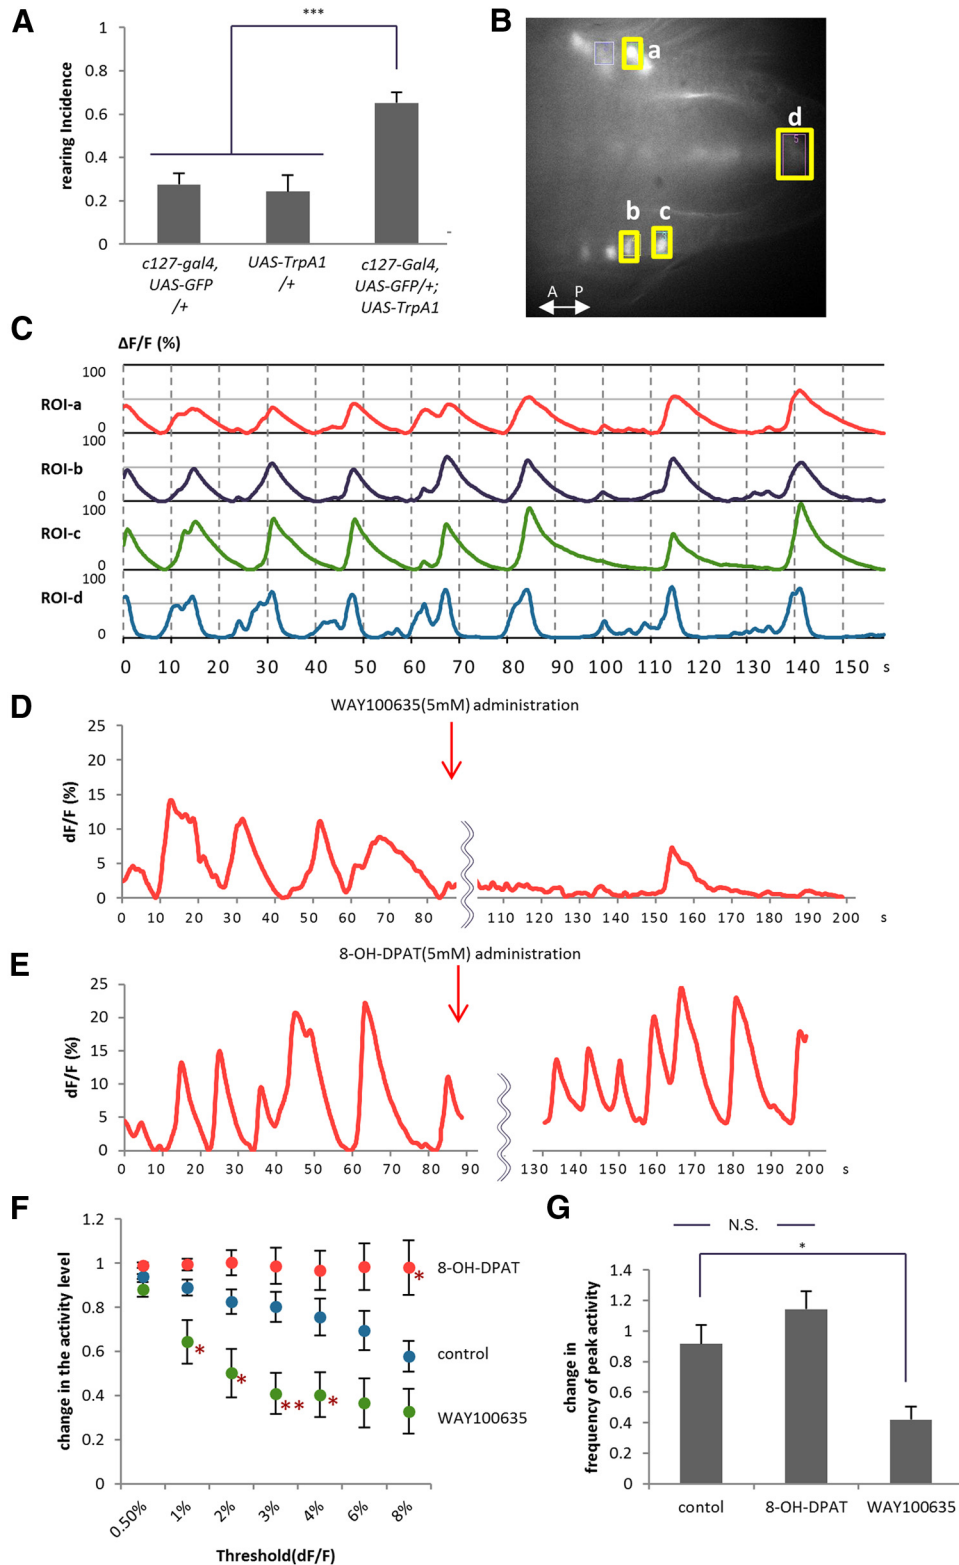 A
***
1
0.8
0.6
0.4
0.2
0
rearing Incidence
c127-gal4,
UAS-GFP
/+
UAS-TrpA1
/+
c127-Gal4,
UAS-GFP/+;
UAS-TrpA1
B
a
d
5
b
c
A P
C
ΔF/F (%)
100
ROI-a
0
100
ROI-b
0
100
ROI-c
0
100
ROI-d
0
0 10 20 30 40 50 60 70 80 90 100 110 120 130 140 150 s
D
WAY100635(5mM) administration
25
20
15
10
5
0
dF/F (%)
0 10 20 30 40 50 60 70 80 110 120 130 140 150 160 170 180 190 200 s
E
8-OH-DPAT(5mM) administration
25
20
15
10
5
0
dF/F (%)
0 10 20 30 40 50 60 70 80 90 130 140 150 160 170 180 190 200 s
F
1.2
1
0.8
0.6
0.4
0.2
0
change in the activity level
8-OH-DPAT
*
control
WAY100635
*
*
**
*
0.50% 1% 2% 3% 4% 6% 8%
Threshold(dF/F)
G
N.S.
*
1.4
1.2
1
0.8
0.6
0.4
0.2
0
change in
frequency of peak activity
contol 8-OH-DPAT WAY100635